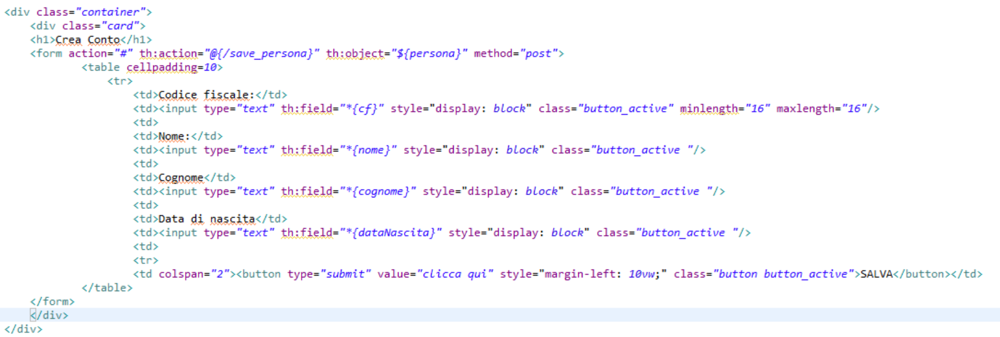 <div class="container">
<div class="card">
<h1>Crea Conto</h1>
<form action="#" th:action="@{/save_persona}" th:object="${persona}" method="post">
<table cellpadding=10>
<tr>
<td>Codice fiscale:</td>
<td><input type="text" th:field="*{cf}" style="display: block" class="button_active" minlength="16" maxlength="16"/>
<td>
<td>Nome:</td>
<td><input type="text" th:field="*{nome}" style="display: block" class="button_active "/>
<td>
<td>Cognome</td>
<td><input type="text" th:field="*{cognome}" style="display: block" class="button_active "/>
<td>
<td>Data di nascita</td>
<td><input type="text" th:field="*{dataNascita}" style="display: block" class="button_active "/>
<td>
<tr>
<td colspan="2"><button type="submit" value="clicca qui" style="margin-left: 10vw;" class="button button_active">SALVA</button></td>
</table>
</form>
</div>
</div>